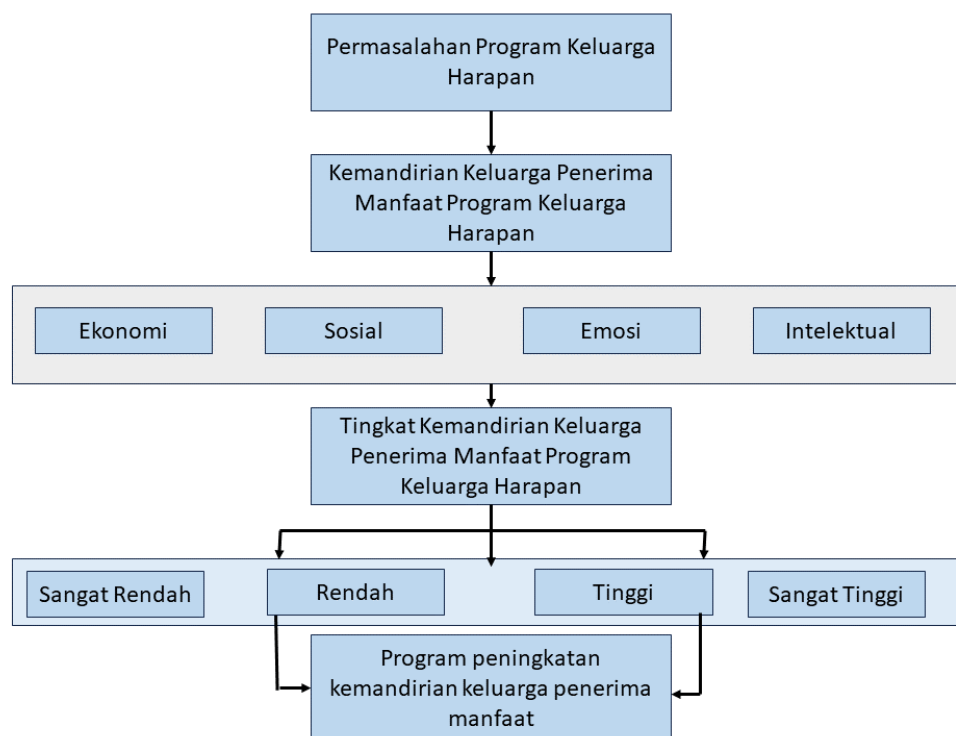 Permasalahan Program Keluarga
Harapan
Kemandirian Keluarga Penerima
Manfaat Program Keluarga
Harapan
Ekonomi
Sosial
Emosi
Intelektual
Tingkat Kemandirian Keluarga
Penerima Manfaat Program
Keluarga Harapan
Sangat Rendah
Rendah
Tinggi
Sangat Tinggi
Program peningkatan
kemandirian keluarga penerima
manfaat